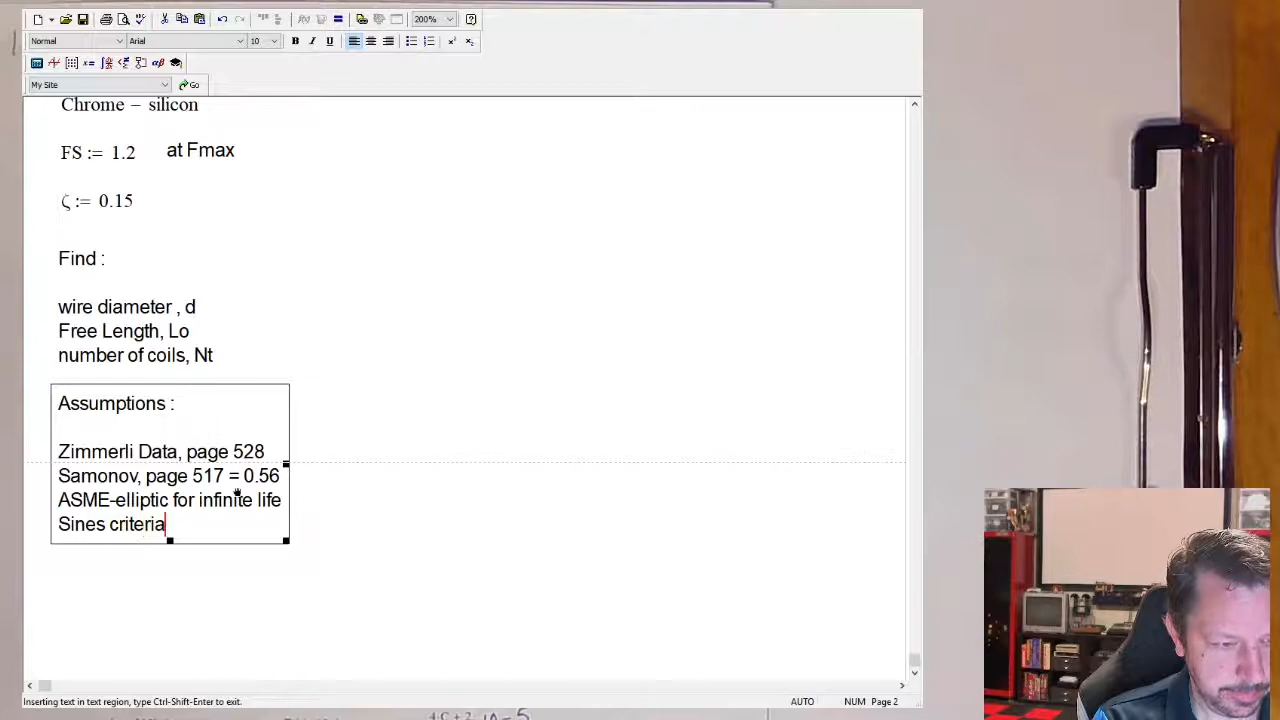 200%
Normal
Arial
10
B I U
My Site
Go
Chrome – silicon
FS := 1.2
at Fmax
ζ := 0.15
Find :
wire diameter , d
Free Length, Lo
number of coils, Nt
Assumptions :
Zimmerli Data, page 528
Samonov, page 517 = 0.56
ASME-elliptic for infinite life
Sines criteria
Inserting text in text region, type Ctrl-Shift-Enter to exit.
AUTO
NUM Page 2